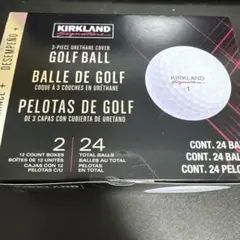 KIRKLAND
Signature
3-PIECE URETHANE COVER
GOLF BALL
BALLE DE GOLF
COQUE À 3 COUCHES EN URÉTHANE
PELOTAS DE GOLF
DE 3 CAPAS CON CUBIERTA DE URETANO
2
12 COUNT BOXES
BOÎTES DE 12 UNITÉS
CAJAS CON 12
PELOTAS C/U
24
TOTAL BALLS
BALLES AU TOTAL
PELOTAS
EN TOTAL
KIRKLAND
Signature
1
CONT. 24 BA
CONT. 24 BAL
CONT. 24 PELO
DESEMPEÑO